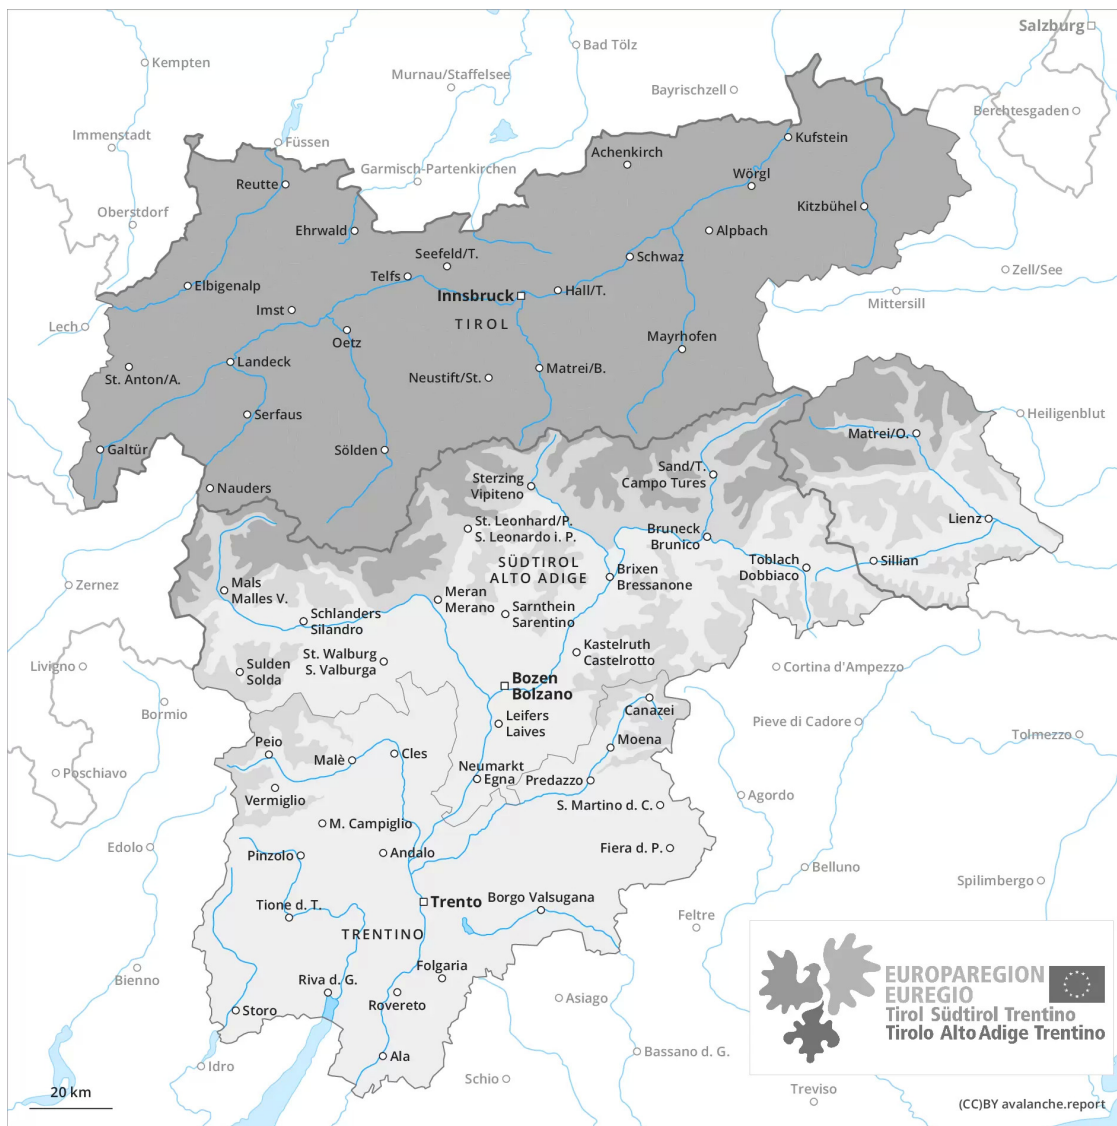 Salzburg
Bad Tölz
Kempten
Murnau/Staffelsee
Bayrischzell
Berchtesgaden
Immenstadt
Füssen
Kufstein
Achenkirch
Garmisch-Partenkirchen
Wörgl
Reutte
Kitzbühel
Oberstdorf
Ehrwald
Alpbach
Seefeld/T.
Schwaz
Zell/See
Telfs
Elbigenalp
Hall/T.
Innsbruck
Mittersill
Imst
TIROL
Lech
Oetz
Mayrhofen
Landeck
Matrei/B.
St. Anton/A.
Neustift/St.
Serfaus
Heiligenblut
Matrei/O.
Galtür
Sölden
Sand/T.
Campo Tures
Sterzing
Vipiteno
Nauders
Lienz
St. Leonhard/P.
S. Leonardo i. P.
Bruneck
Brunico
SÜDTIROL
ALTO ADIGE
Toblach
Dobbiaco
Sillian
Brixen
Bressanone
Zernez
Mals
Malles V.
Meran
Merano
Schlanders
Silandro
Sarnthein
Sarentino
Kastelruth
Castelrotto
St. Walburg
S. Valburga
Livigno
Sulden
Solda
Cortina d'Ampezzo
Bozen
Bolzano
Bormio
Canazei
Leifers
Laives
Pieve di Cadore
Tolmezzo
Peio
Moena
Cles
Malè
Neumarkt
Egna
Poschiavo
Predazzo
Vermiglio
S. Martino d. C.
Agordo
M. Campiglio
Edolo
Pinzolo
Andalo
Fiera d. P.
Belluno
Spilimbergo
Trento
Borgo Valsugana
Tione d. T.
Feltre
TRENTINO
Folgaria
Bienno
Riva d. G.
Rovereto
Asiago
Storo
EUROPAREGION
EUREGIO
Tirol Südtirol Trentino
Tirolo Alto Adige Trentino
Ala
Bassano d. G.
Idro
Schio
Treviso
20 km
(CC)BY avalanche.report